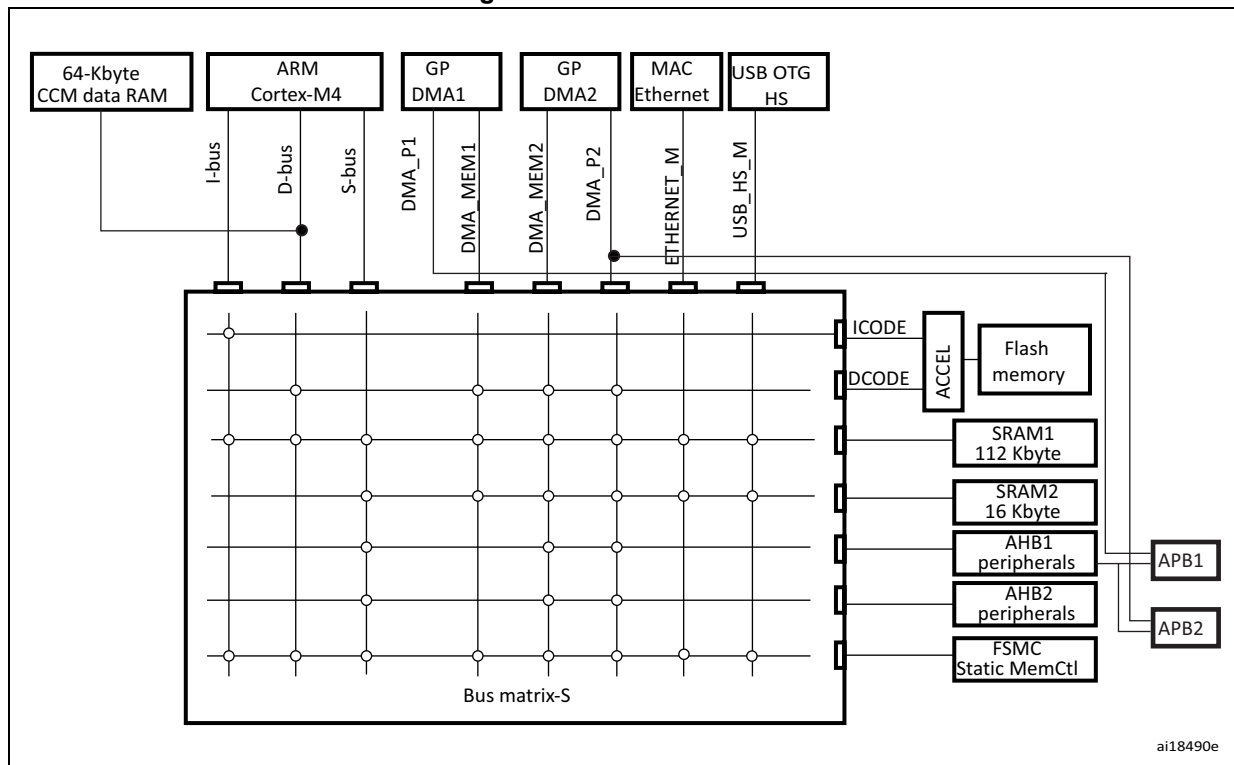 64-Kbyte
CCM data RAM
ARM
Cortex-M4
GP
DMA1
GP
DMA2
MAC
Ethernet
USB OTG
HS
I-bus
D-bus
S-bus
DMA_P1
DMA_MEM1
DMA_MEM2
DMA_P2
ETHERNET_M
USB_HS_M
ICODE
DCODE
ACCEL
Flash
memory
SRAM1
112 Kbyte
SRAM2
16 Kbyte
AHB1
peripherals
AHB2
peripherals
FSMC
Static MemCtl
APB1
APB2
Bus matrix-S
ai18490e